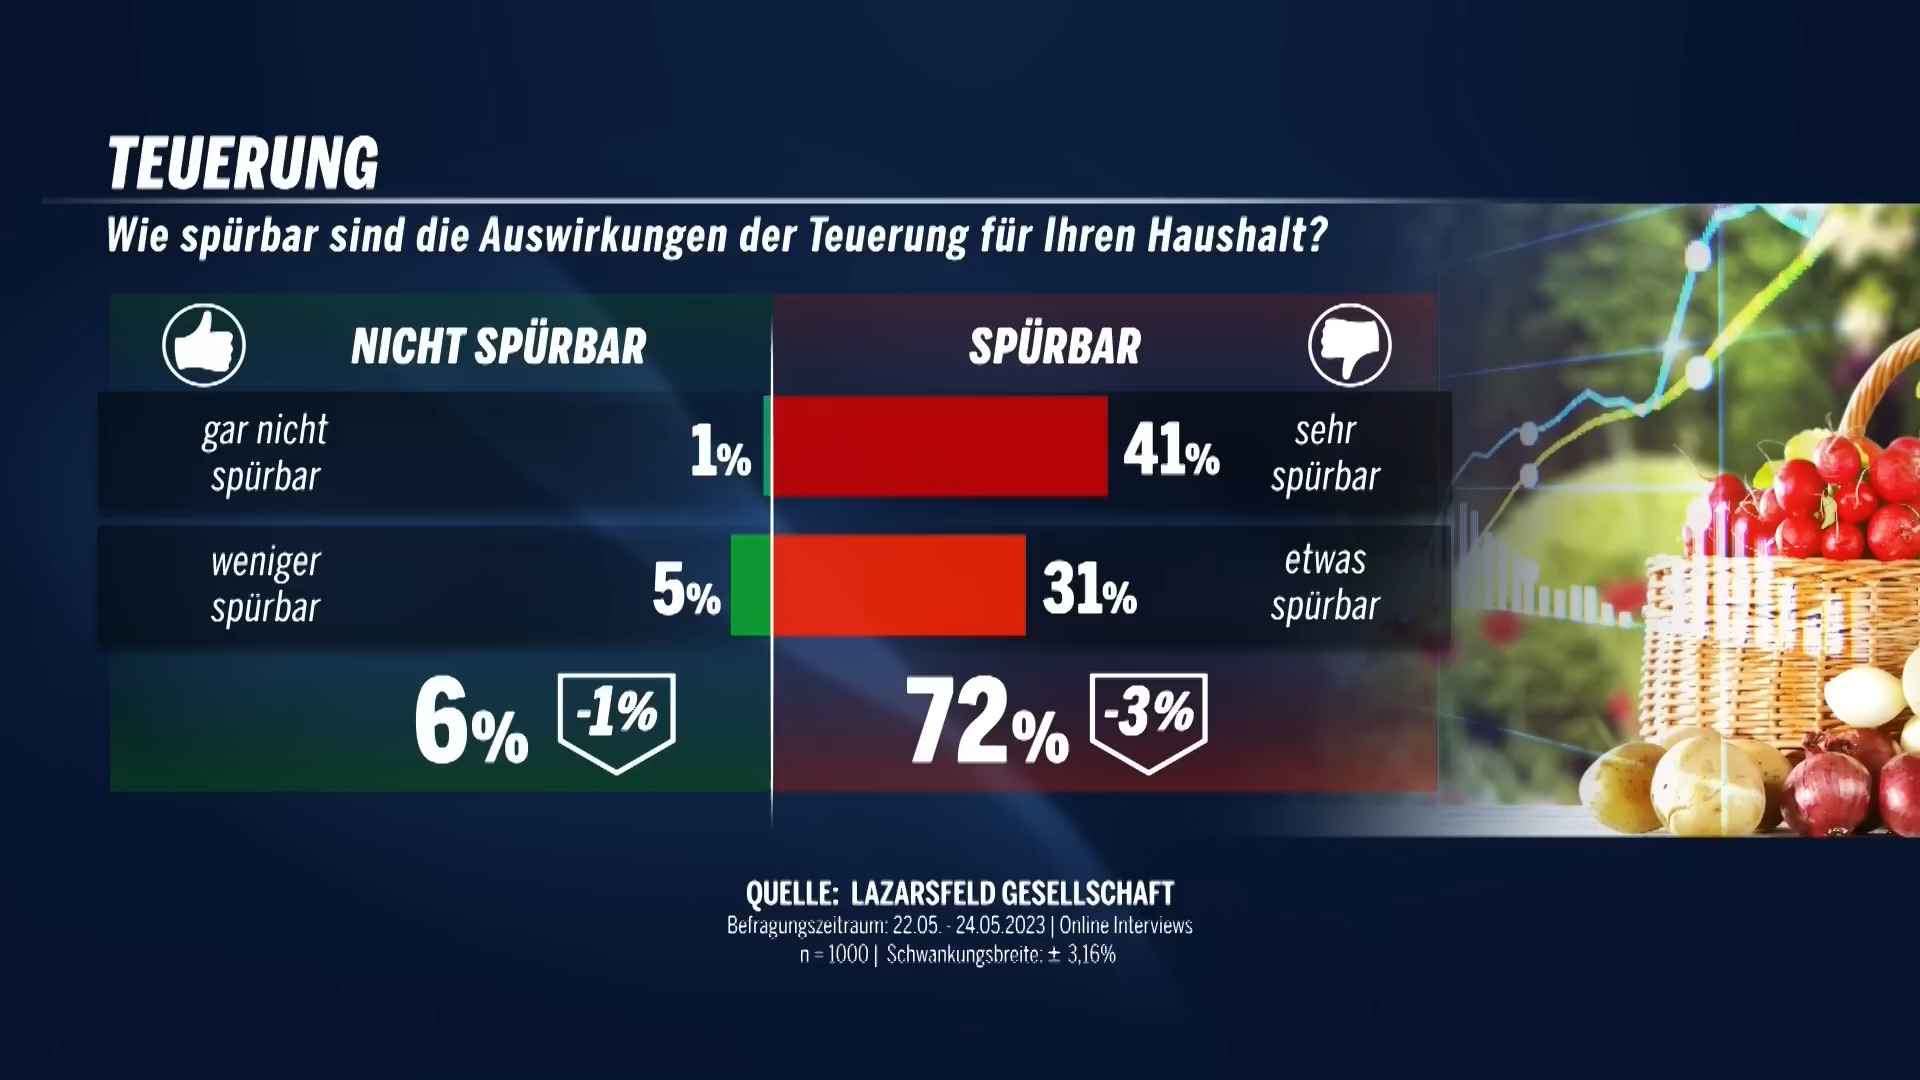 TEUERUNG
Wie spürbar sind die Auswirkungen der Teuerung für Ihren Haushalt?
NICHT SPÜRBAR
SPÜRBAR
gar nicht
spürbar
1%
41%
sehr
spürbar
weniger
spürbar
5%
31%
etwas
spürbar
6%
-1%
72%
-3%
QUELLE: LAZARSFELD GESELLSCHAFT
Befragungszeitraum: 22.05. - 24.05.2023 | Online Interviews
n = 1000 | Schwankungsbreite: ± 3,16%